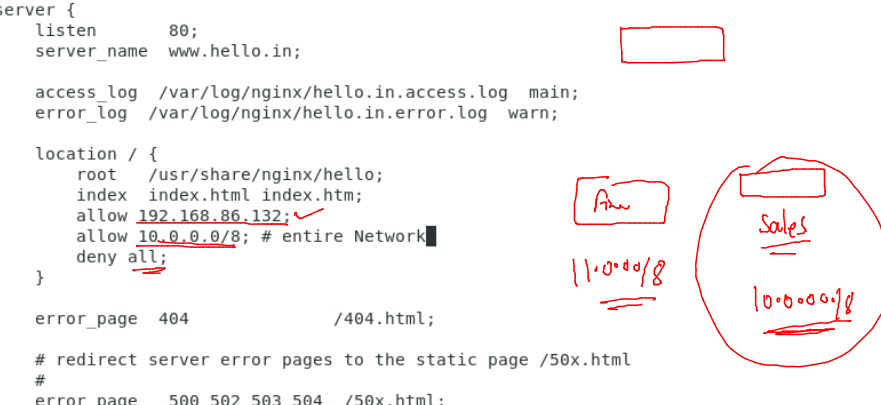 server {
listen 80;
server_name www.hello.in;
access_log /var/log/nginx/hello.in.access.log main;
error_log /var/log/nginx/hello.in.error.log warn;
location / {
root /usr/share/nginx/hello;
index index.html index.htm;
allow 192.168.86.132;
allow 10.0.0.0/8; # entire Network
deny all;
}
error_page 404 /404.html;
# redirect server error pages to the static page /50x.html
#
error_page 500 502 503 504 /50x.html;
11.0.0.0/8
Sales
10.0.0.0/8